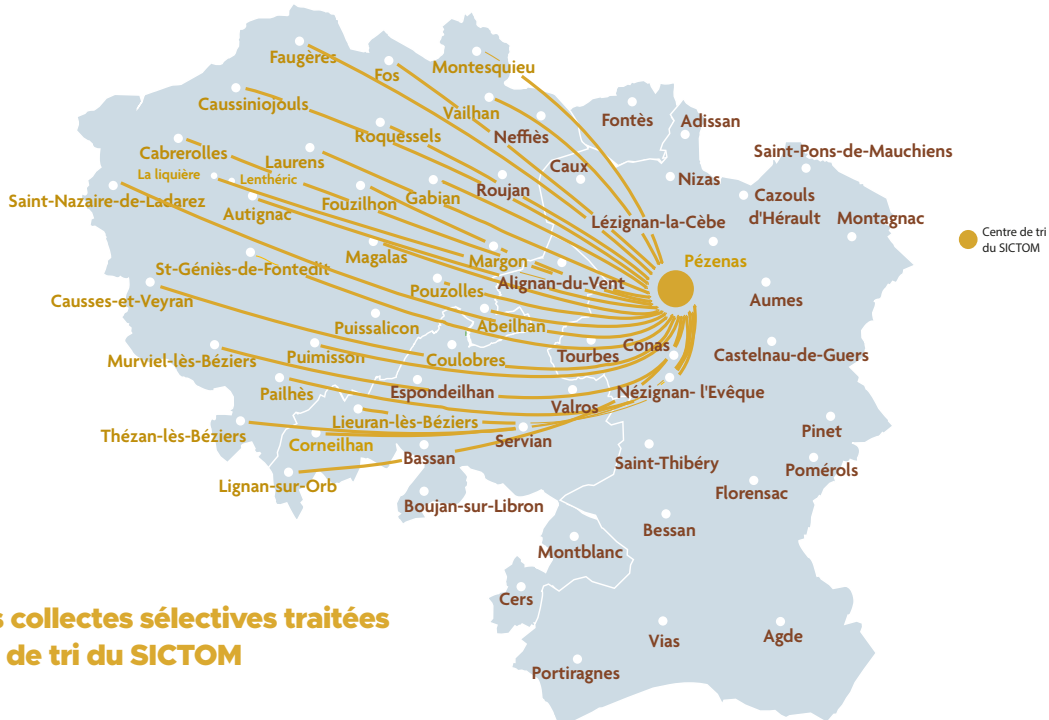 Faugères
Fos
Montesquieu
Caussiniojouls
Vailhan
Fontès
Adissan
Roquessels
Neffiès
Cabrerolles
Laurens
Caux
Saint-Pons-de-Mauchiens
La liquière
Lenthéric
Nizas
Saint-Nazaire-de-Ladarez
Autignac
Fouzilhon
Gabian
Roujan
Cazouls
d'Hérault
Lézignan-la-Cèbe
Montagnac
Centre de tri
du SICTOM
Magalas
Margon
Pézenas
St-Géniès-de-Fontedit
Alignan-du-Vent
Pouzolles
Causses-et-Veyran
Aumes
Puissalicon
Abeilhan
Murviel-lès-Béziers
Puimisson
Coulobres
Tourbes
Conas
Castelnau-de-Guers
Pailhès
Espondeilhan
Nézignan- l'Evêque
Valros
Thézan-lès-Béziers
Lieuran-lès-Béziers
Corneilhan
Servian
Pinet
Bassan
Saint-Thibéry
Pomérols
Lignan-sur-Orb
Florensac
Boujan-sur-Libron
Bessan
Montblanc
Cers
s collectes sélectives traitées
de tri du SICTOM
Vias
Agde
Portiragnes